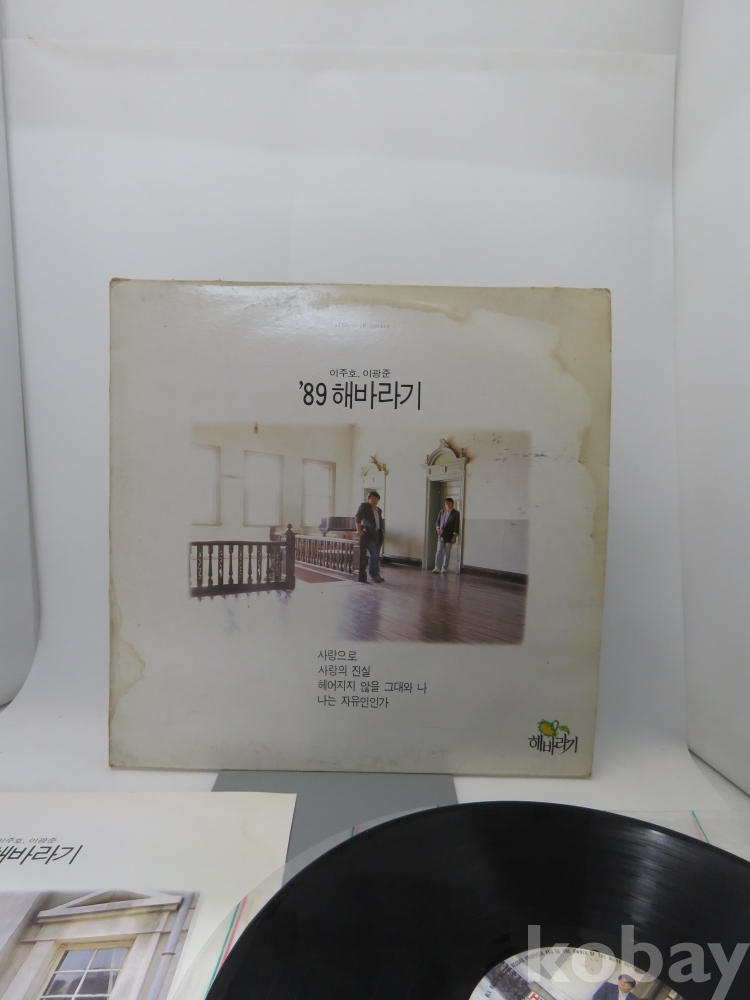 이주호, 이광준
'89 해바라기
사랑으로
사랑의 진실
헤어지지 않을 그대와 나
나는 자유인인가
해바라기
이주호, 이광준
해바라기
kobay